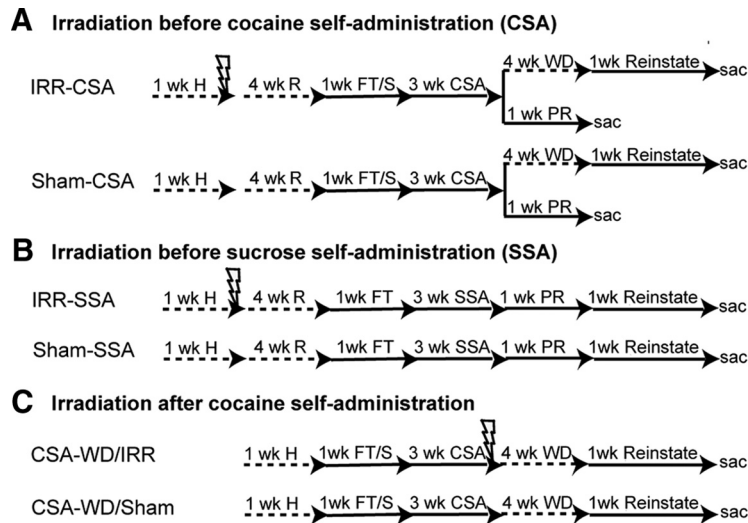 A Irradiation before cocaine self-administration (CSA)
IRR-CSA 1 wk H 4 wk R 1wk FT/S 3 wk CSA 4 wk WD 1wk Reinstate sac
1 wk PR sac
Sham-CSA 1 wk H 4 wk R 1wk FT/S 3 wk CSA 4 wk WD 1wk Reinstate sac
1 wk PR sac
B Irradiation before sucrose self-administration (SSA)
IRR-SSA 1 wk H 4 wk R 1wk FT 3 wk SSA 1 wk PR 1wk Reinstate sac
Sham-SSA 1 wk H 4 wk R 1wk FT 3 wk SSA 1 wk PR 1wk Reinstate sac
C Irradiation after cocaine self-administration
CSA-WD/IRR 1 wk H 1wk FT/S 3 wk CSA 4 wk WD 1wk Reinstate sac
CSA-WD/Sham 1 wk H 1wk FT/S 3 wk CSA 4 wk WD 1wk Reinstate sac